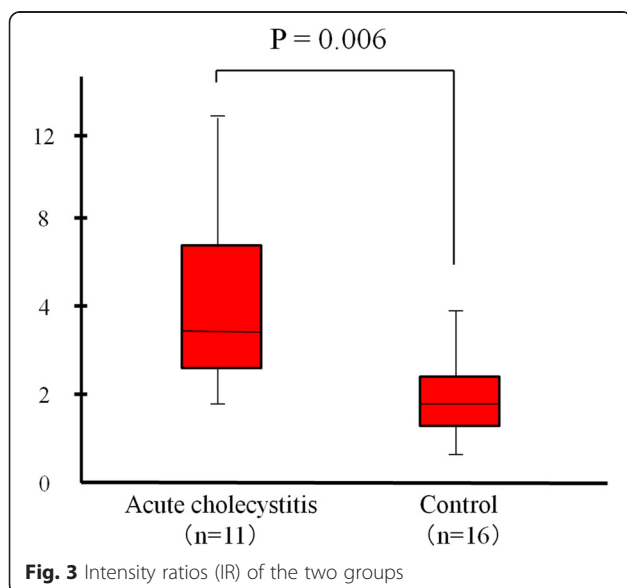 P = 0.006
12
8
4
2
0
Acute cholecystitis
(n=11)
Control
(n=16)
Fig. 3 Intensity ratios (IR) of the two groups